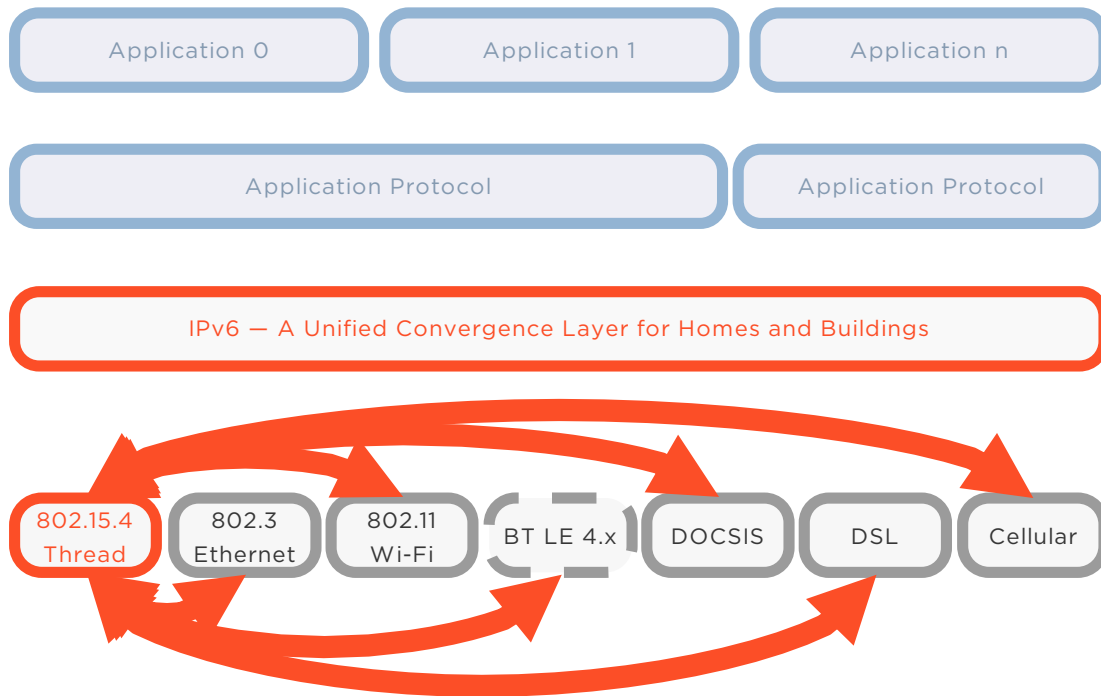 Application 0
Application 1
Application n
Application Protocol
Application Protocol
IPv6 — A Unified Convergence Layer for Homes and Buildings
802.15.4
Thread
802.3
Ethernet
802.11
Wi-Fi
BT LE 4.x
DOCSIS
DSL
Cellular